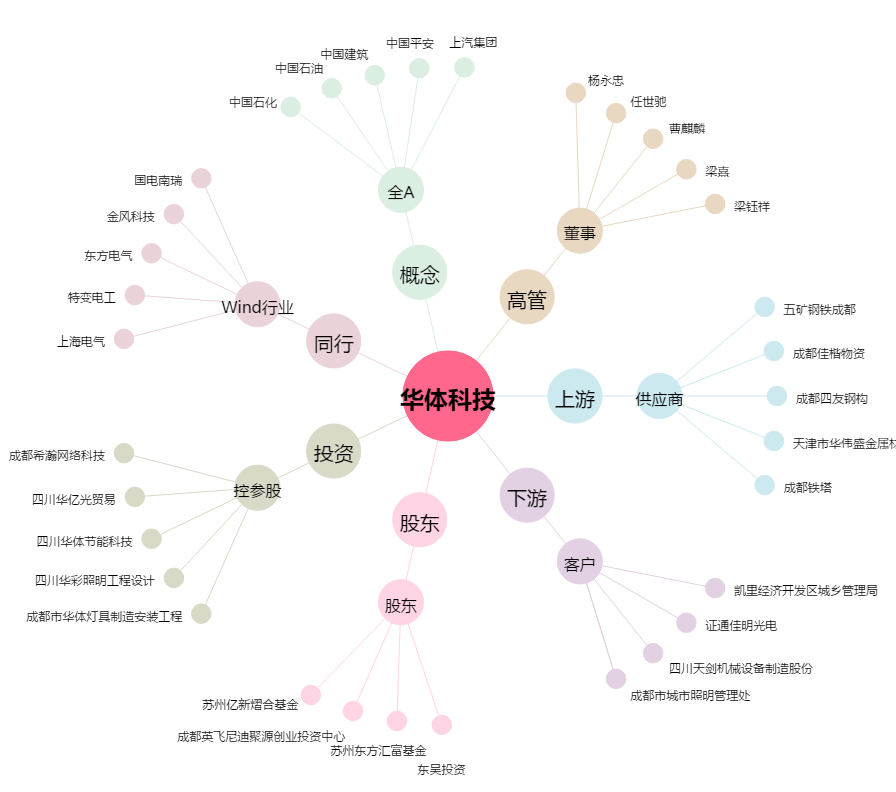 上汽集团
中国平安
中国建筑
中国石油
中国石化
全A
概念
杨永忠
任世驰
曹麒麟
梁熹
梁钰祥
董事
高管
国电南瑞
金风科技
东方电气
特变电工
上海电气
Wind行业
同行
五矿钢铁成都
成都佳楷物资
成都四友钢构
天津市华伟盛金属材
成都铁塔
供应商
上游
华体科技
投资
控参股
成都希瀚网络科技
四川华亿光贸易
四川华体节能科技
四川华彩照明工程设计
成都市华体灯具制造安装工程
下游
客户
凯里经济开发区城乡管理局
证通佳明光电
四川天剑机械设备制造股份
成都市城市照明管理处
股东
股东
苏州亿新熠合基金
成都英飞尼迪聚源创业投资中心
苏州东方汇富基金
东吴投资